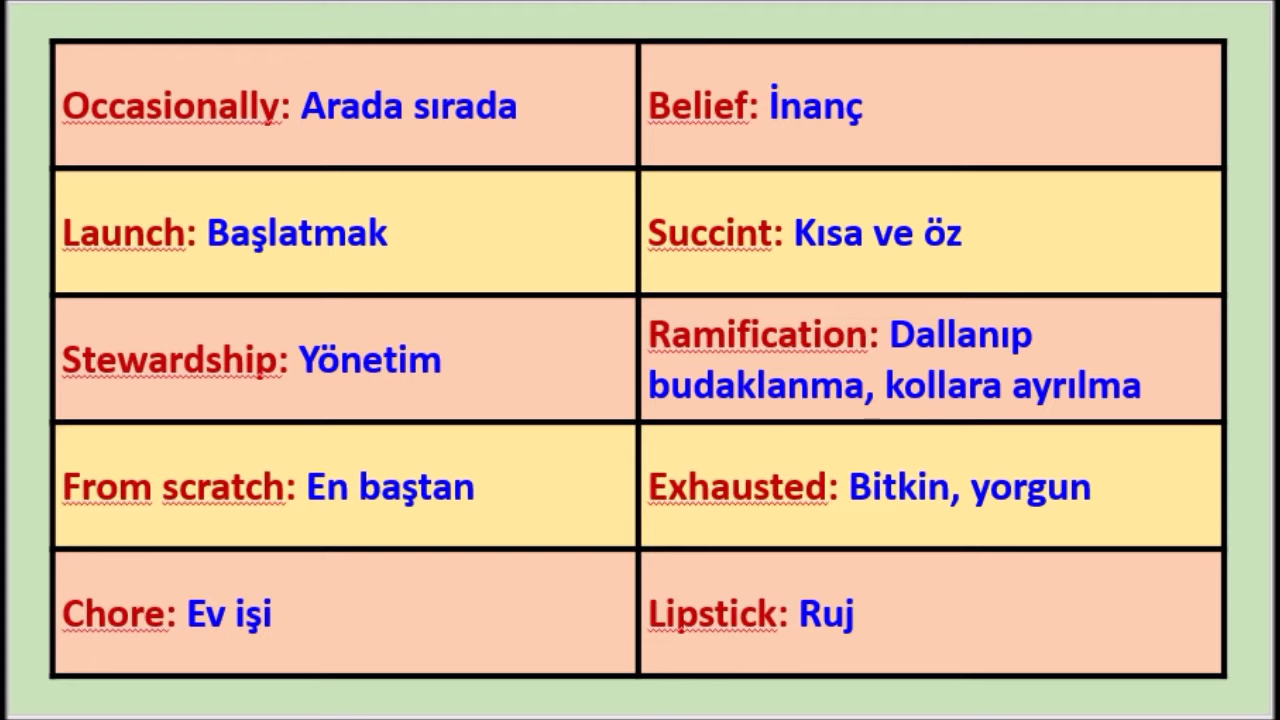 Occasionally: Arada sırada
Belief: İnanç
Launch: Başlatmak
Succint: Kısa ve öz
Stewardship: Yönetim
Ramification: Dallanıp
budaklanma, kollara ayrılma
From scratch: En baştan
Exhausted: Bitkin, yorgun
Chore: Ev işi
Lipstick: Ruj